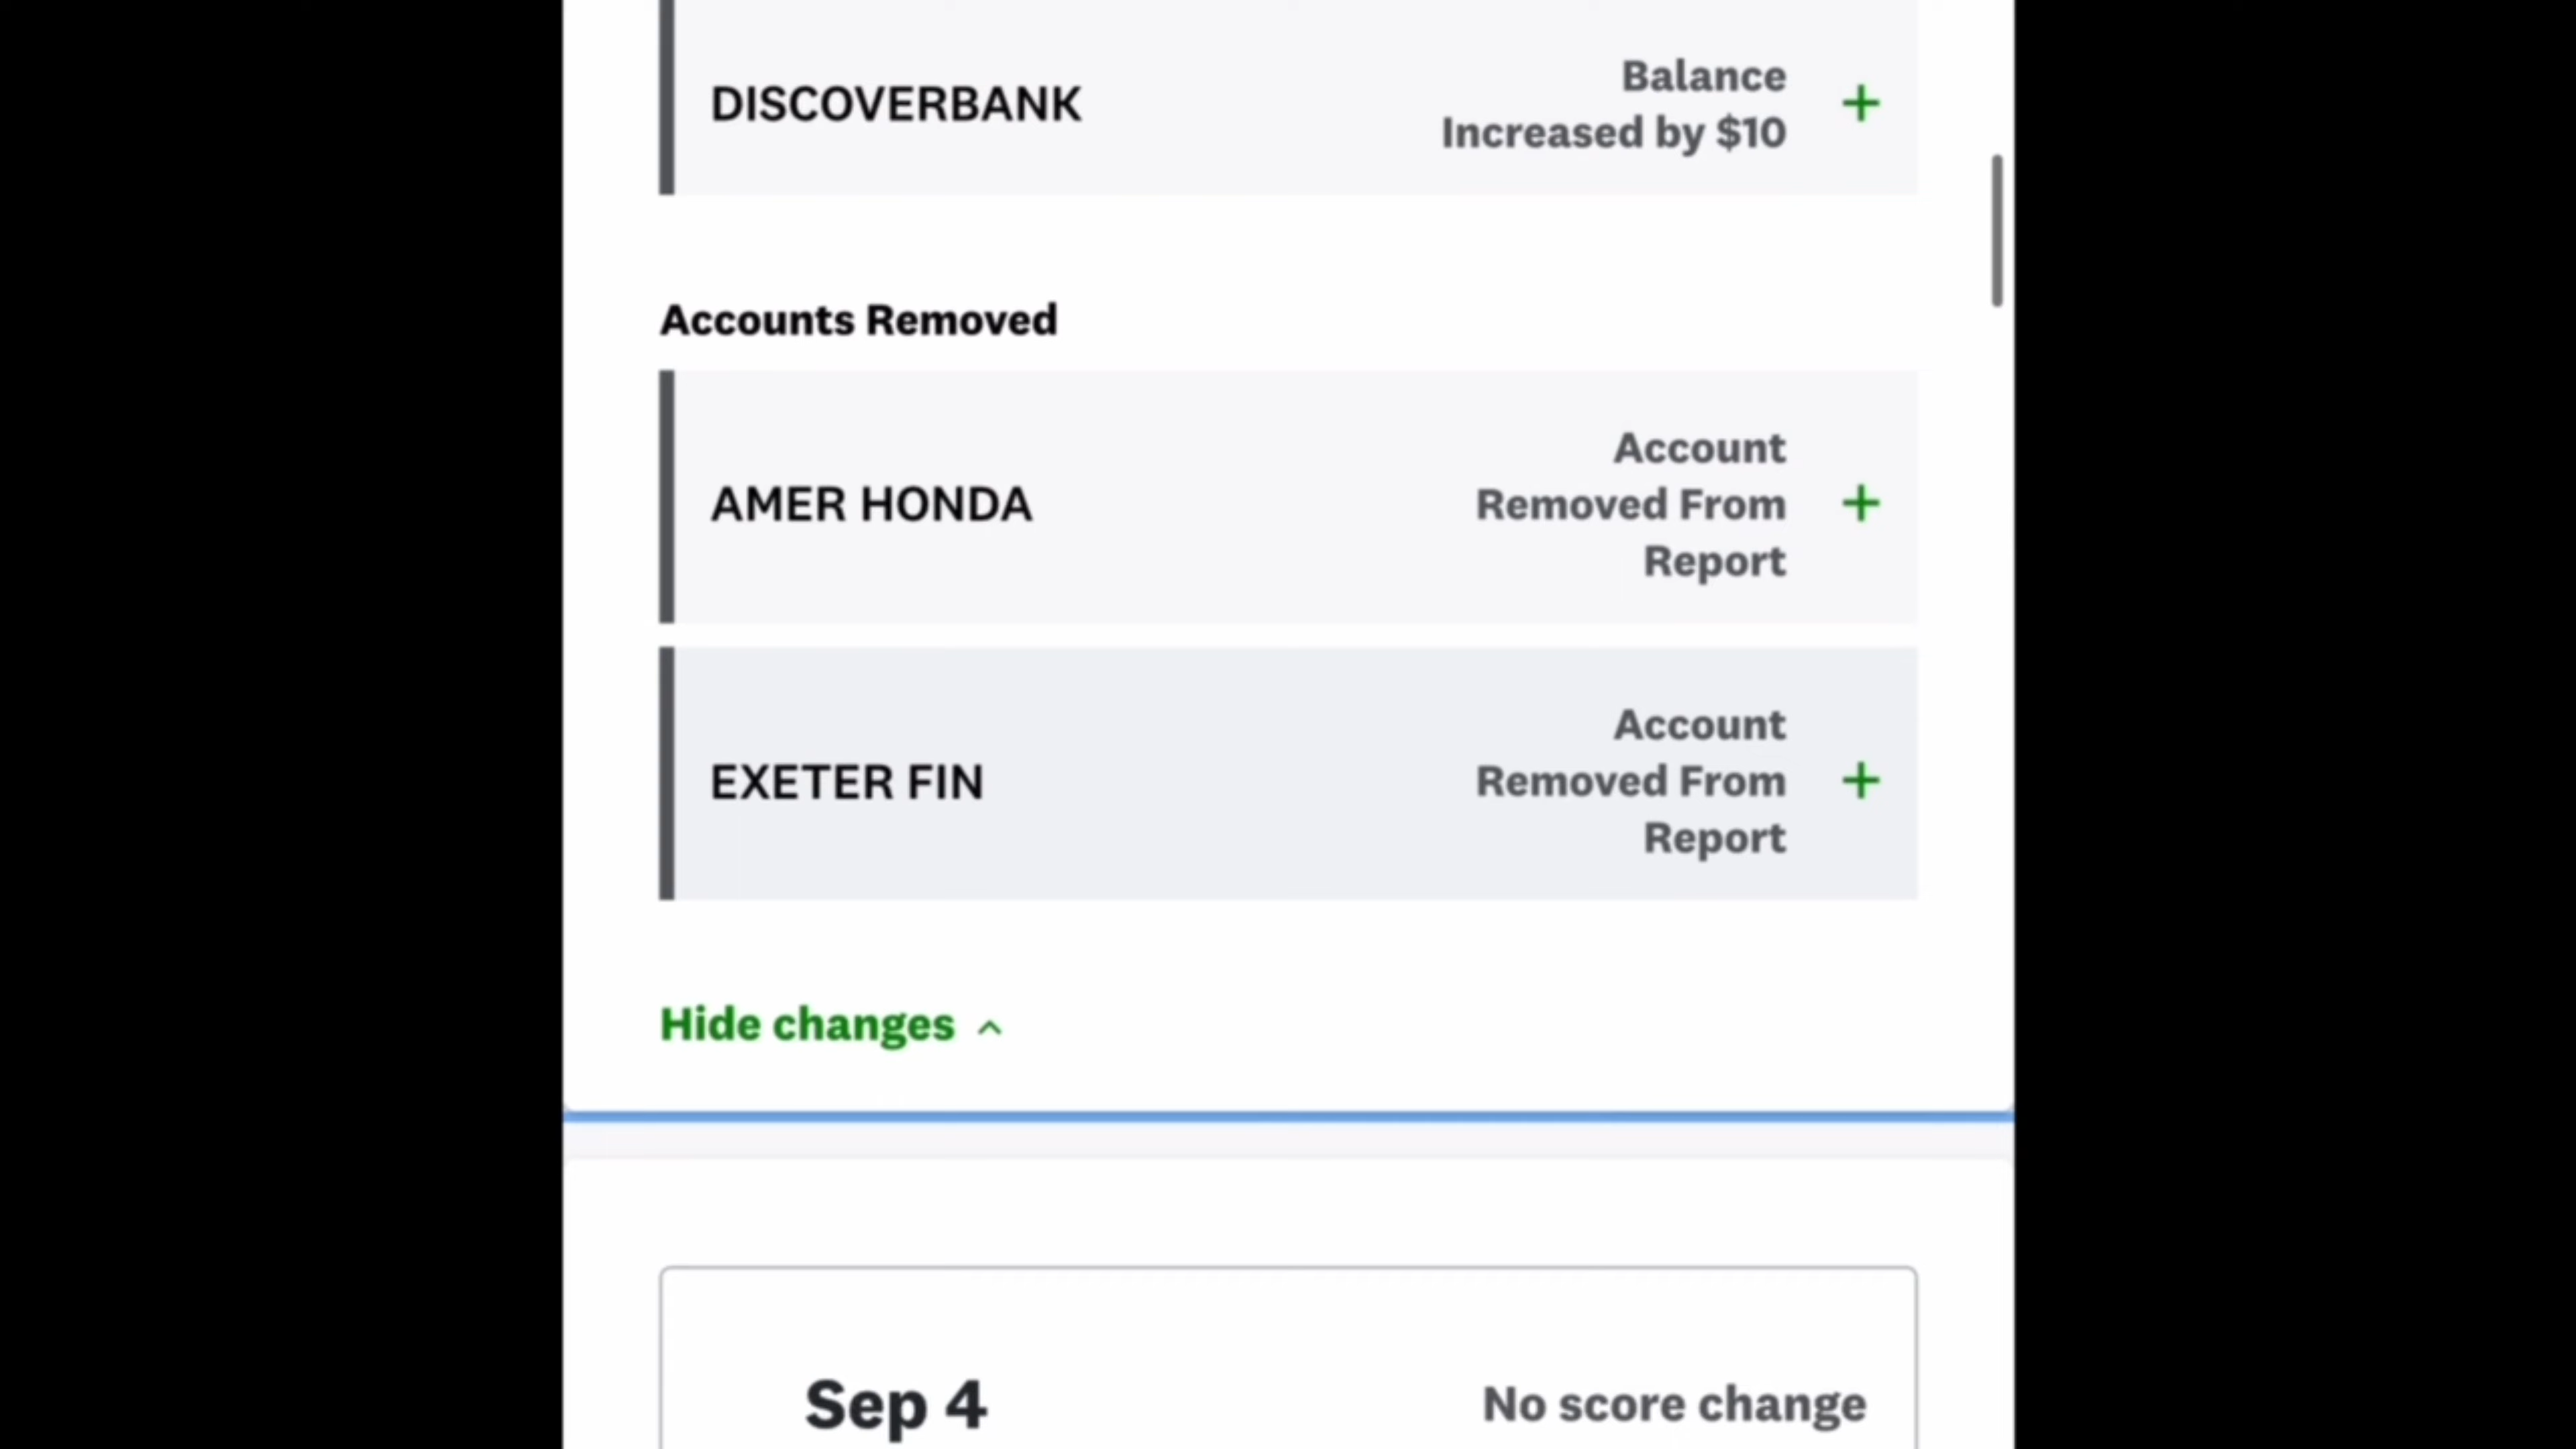 DISCOVERBANK
Balance
Increased by $10
Accounts Removed
AMER HONDA
Account
Removed From
Report
EXETER FIN
Account
Removed From
Report
Hide changes
Sep 4
No score change